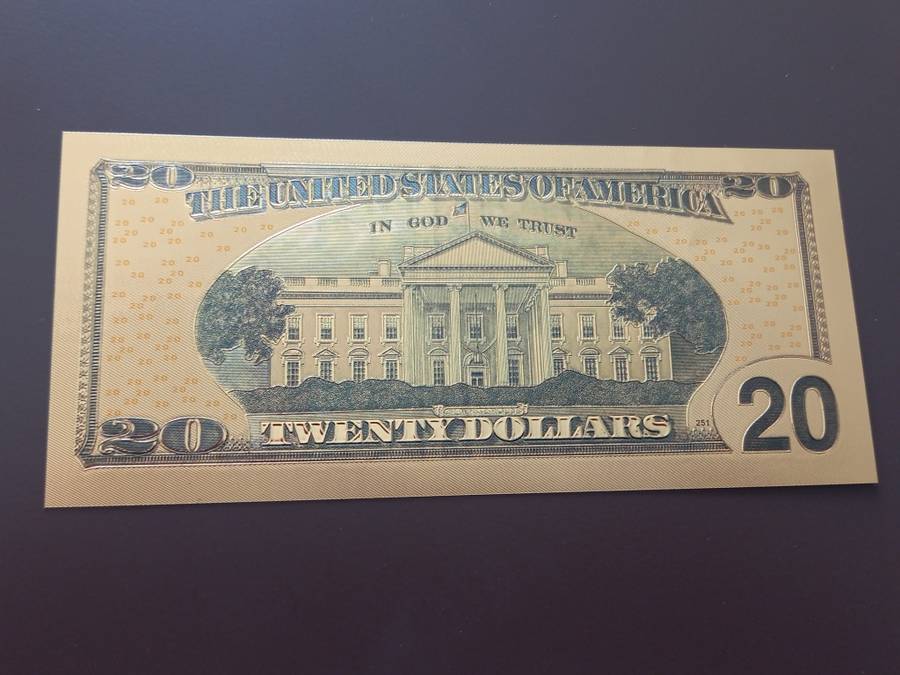 20 THE UNITED STATES OF AMERICA 20
IN GOD WE TRUST
20 TWENTY DOLLARS 251 20